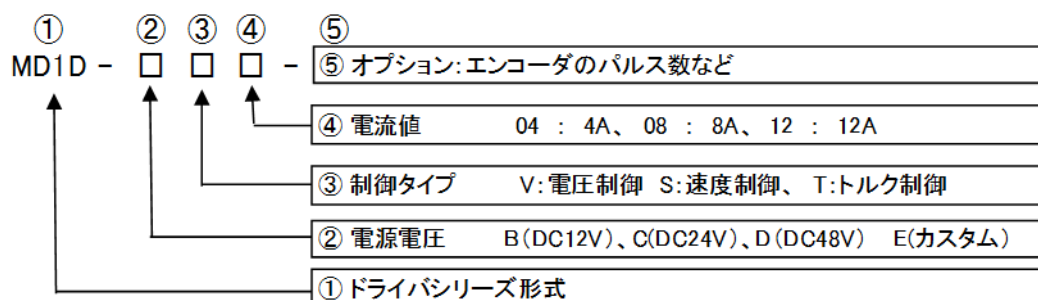 ① ② ③ ④ ⑤
MD1D - □ □ □ - ⑤ オプション:エンコーダのパルス数など
④ 電流値 04 : 4A、 08 : 8A、 12 : 12A
③ 制御タイプ V:電圧制御 S:速度制御、 T:トルク制御
② 電源電圧 B(DC12V)、C(DC24V)、D(DC48V) E(カスタム)
① ドライバシリーズ形式